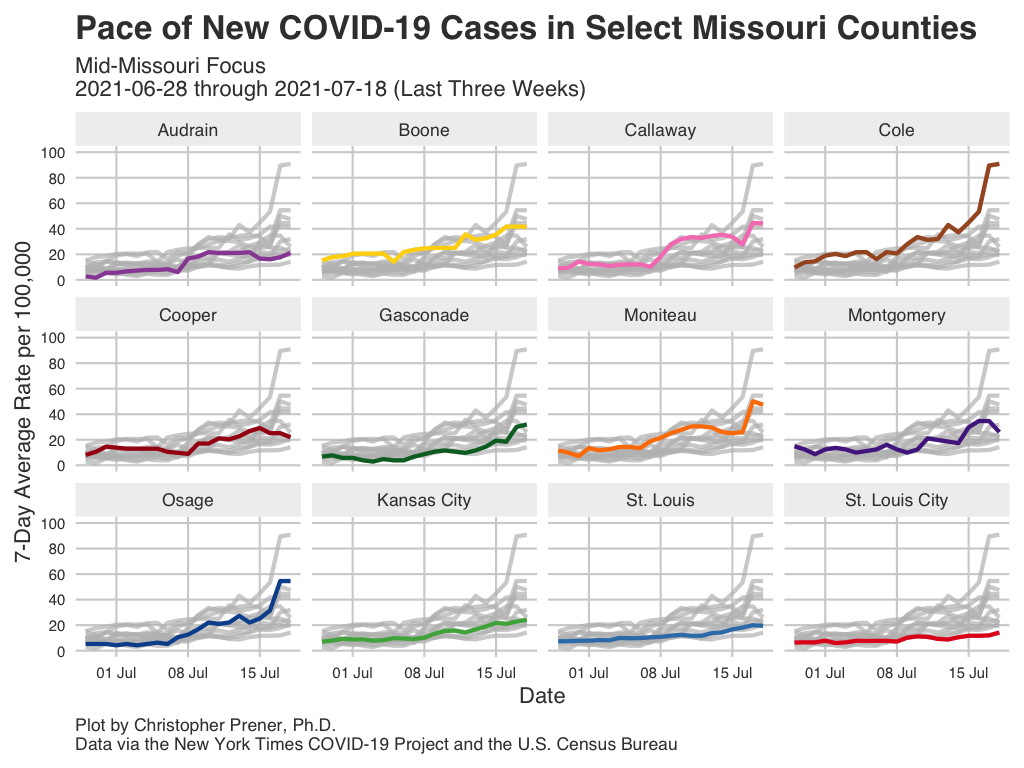 Pace of New COVID-19 Cases in Select Missouri Counties
Mid-Missouri Focus
2021-06-28 through 2021-07-18 (Last Three Weeks)
Audrain Boone Callaway Cole
100
80
60
40
20
0
Cooper Gasconade Moniteau Montgomery
100
80
60
40
20
0
Osage Kansas City St. Louis St. Louis City
100
80
60
40
20
0
7-Day Average Rate per 100,000
01 Jul 08 Jul 15 Jul 01 Jul 08 Jul 15 Jul 01 Jul 08 Jul 15 Jul 01 Jul 08 Jul 15 Jul
Date
Plot by Christopher Prener, Ph.D.
Data via the New York Times COVID-19 Project and the U.S. Census Bureau